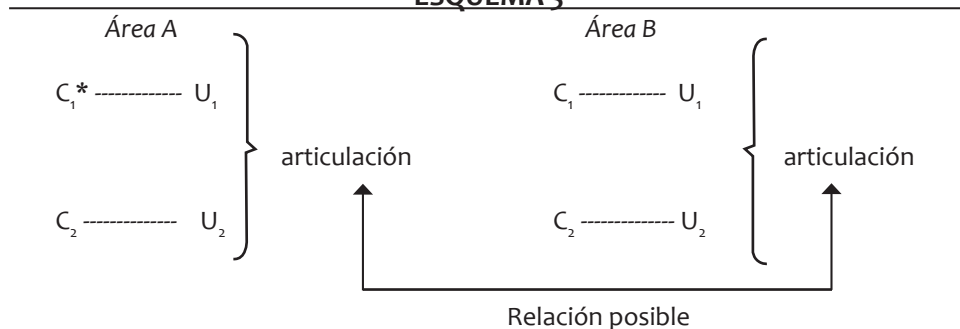 ESQUEMA 3
Área A Área B
C₁* ------------- U₁ C₁ ------------- U₁
articulación articulación
C₂ -------------- U₂ C₂ -------------- U₂
Relación posible